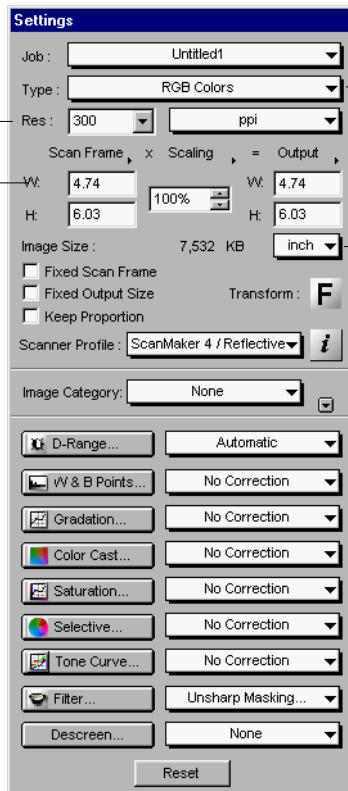 Settings
Job : Untitled1
Type : RGB Colors
Res : 300 ppi
Scan Frame x Scaling = Output
W: 4.74 100% W: 4.74
H: 6.03 H: 6.03
Image Size : 7,532 KB inch
Fixed Scan Frame
Fixed Output Size Transform : F
Keep Proportion
Scanner Profile : ScanMaker 4 / Reflective i
Image Category: None
D-Range... Automatic
W & B Points... No Correction
Gradation... No Correction
Color Cast... No Correction
Saturation... No Correction
Selective... No Correction
Tone Curve... No Correction
Filter... Unsharp Masking...
Descreen... None
Reset